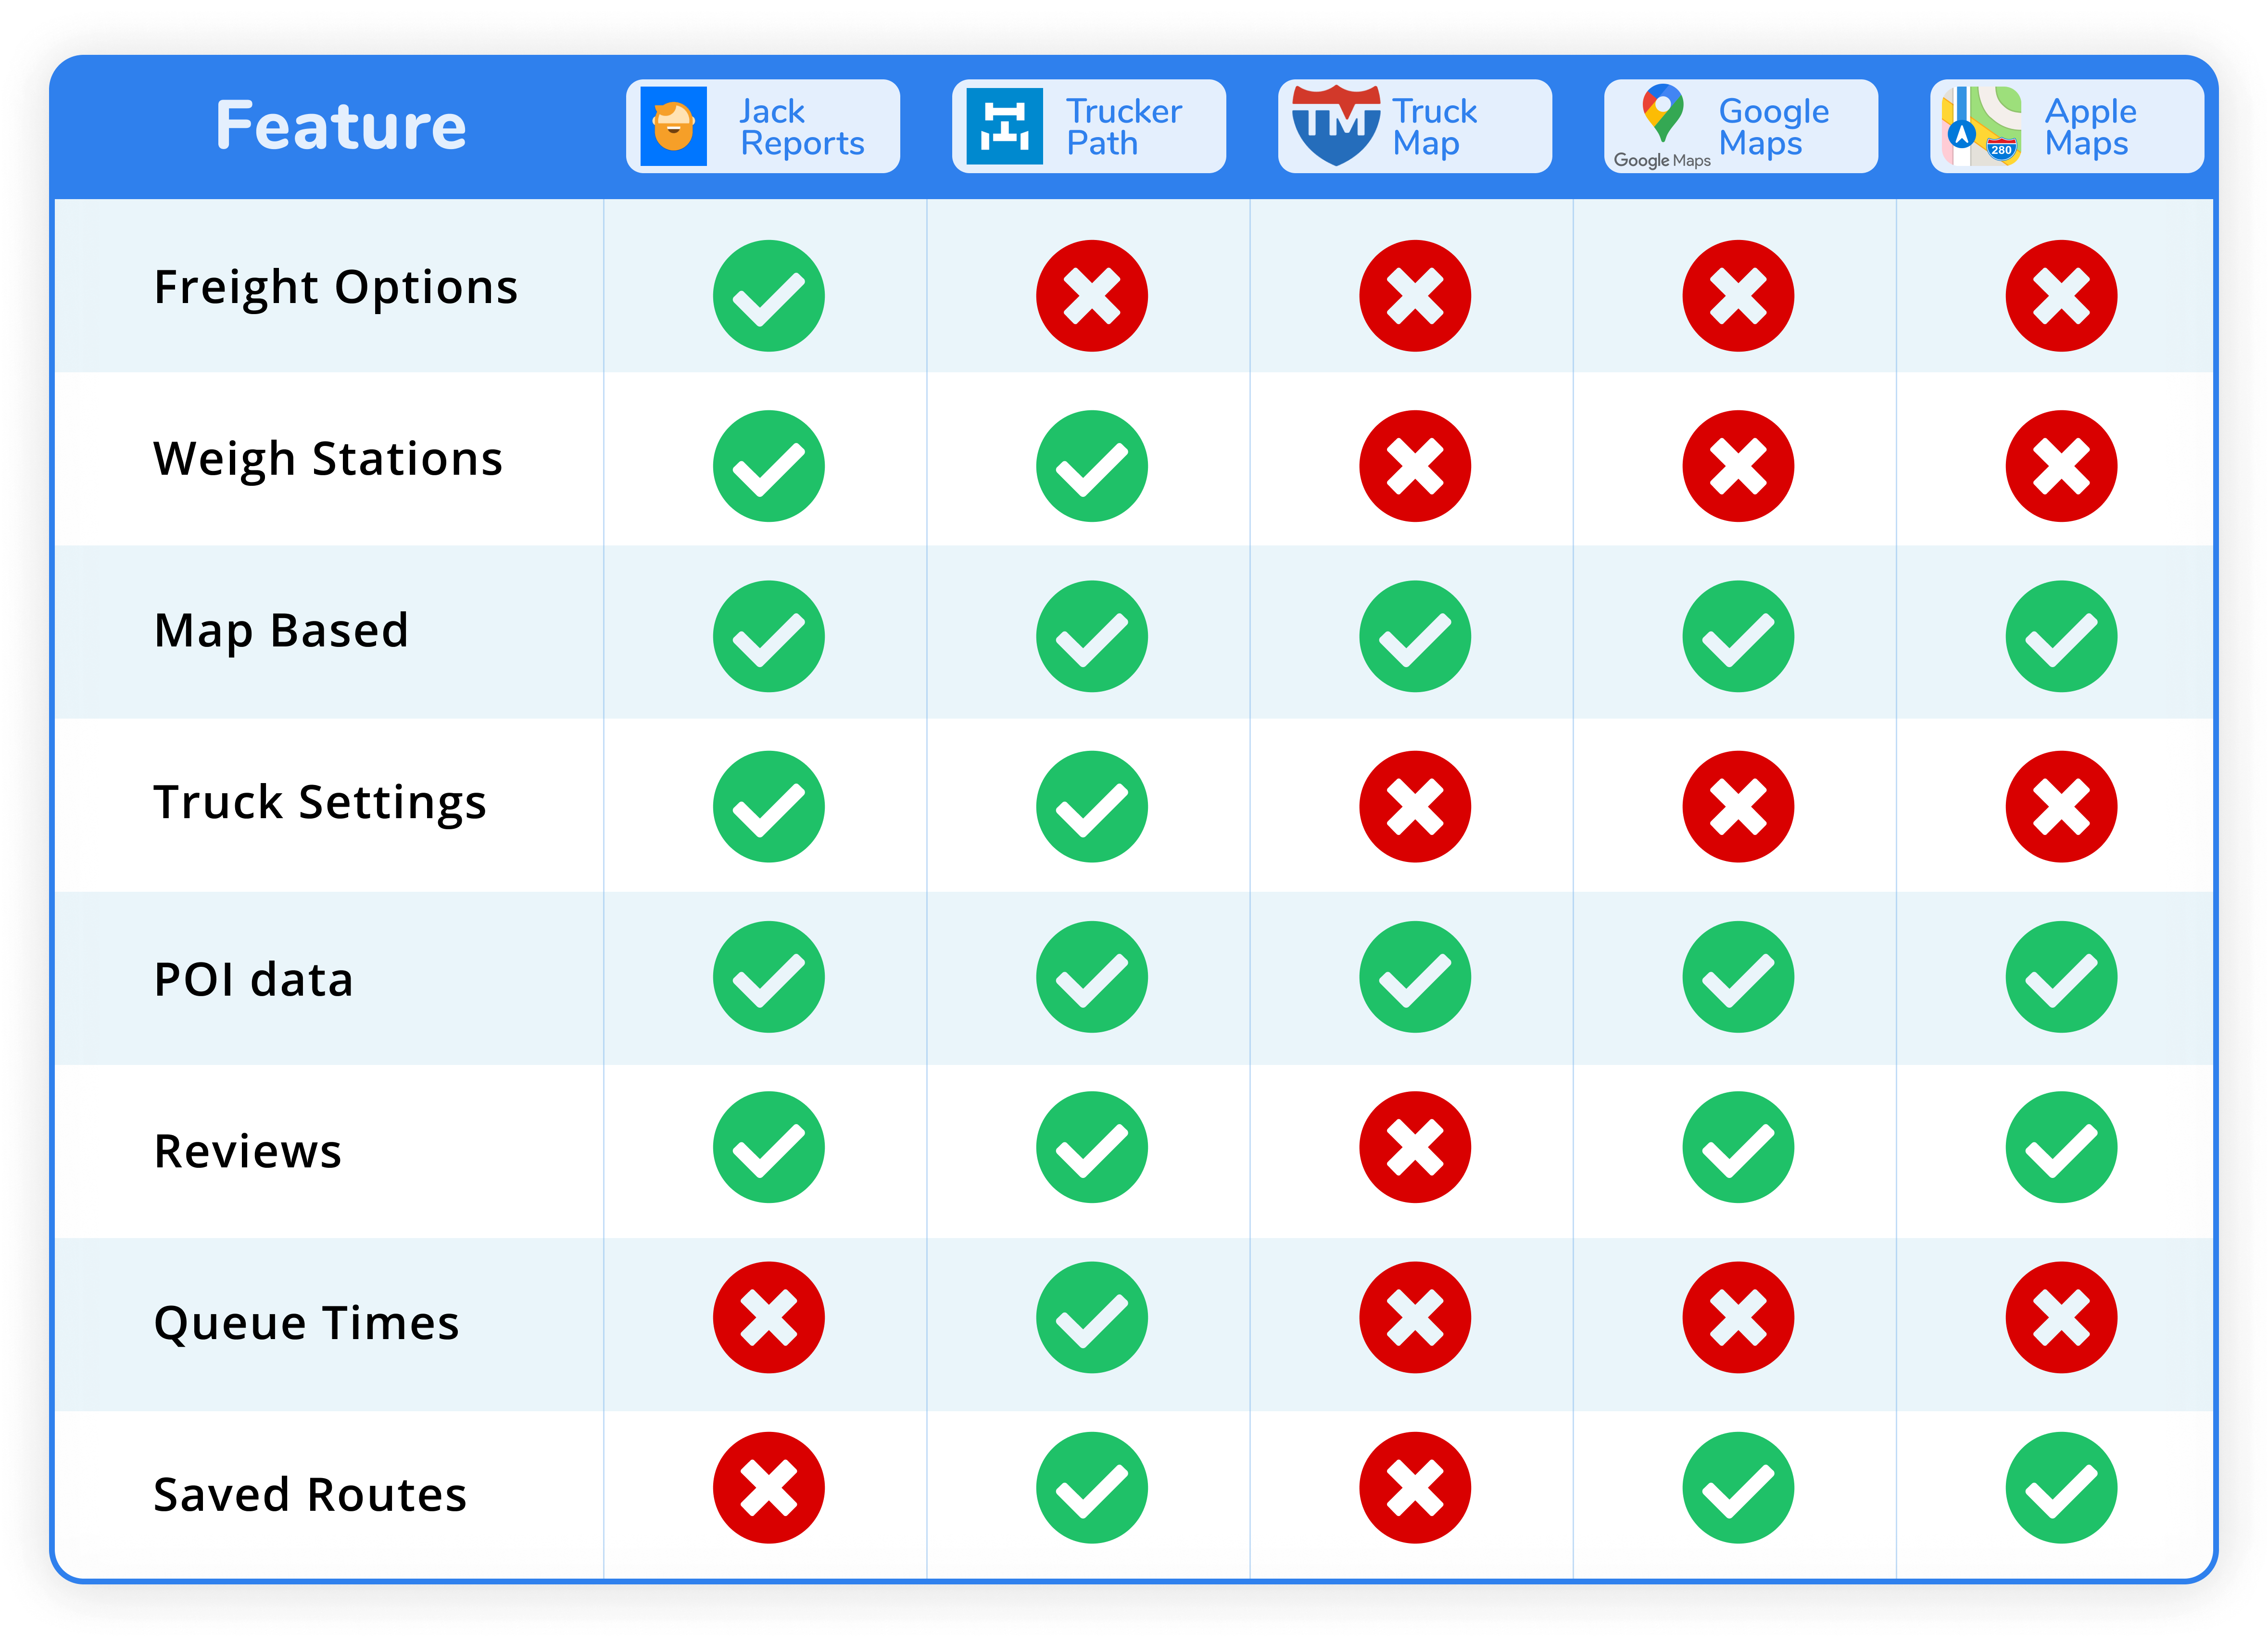 Feature
Jack
Reports
Trucker
Path
TM
Truck
Map
Google Maps
Google
Maps
280
Apple
Maps
Freight Options
Weigh Stations
Map Based
Truck Settings
POI data
Reviews
Queue Times
Saved Routes